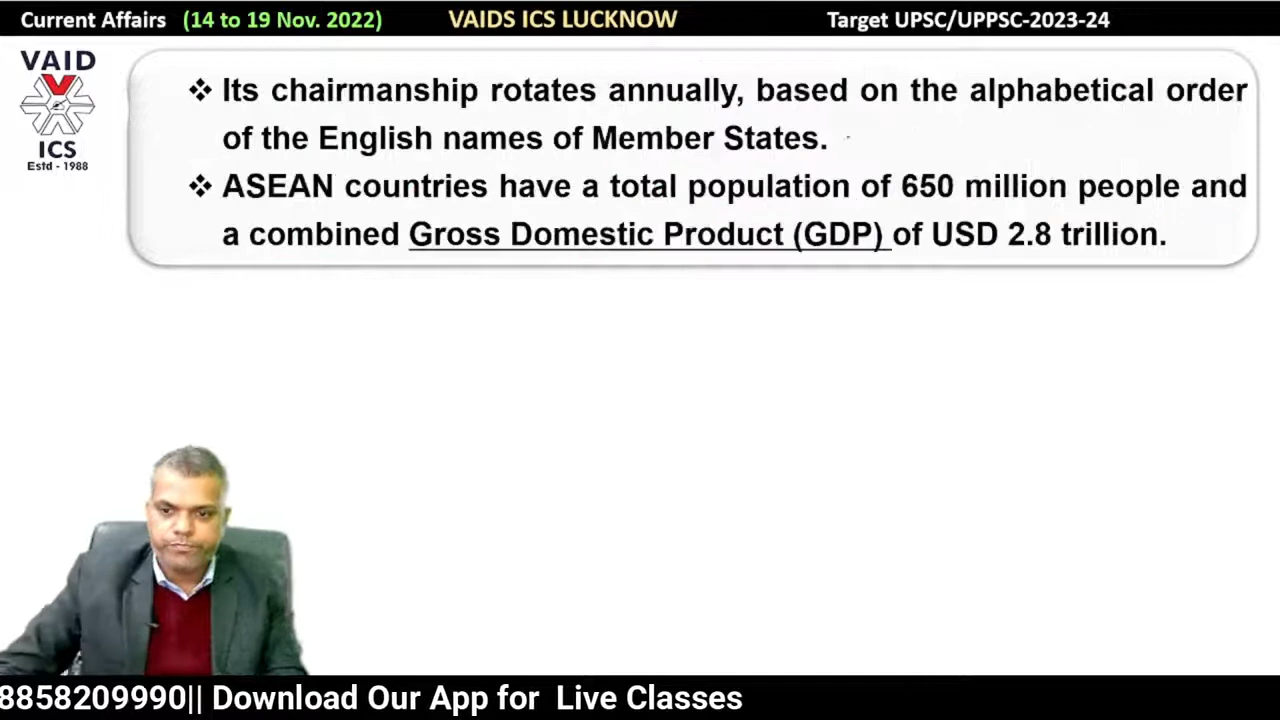 Current Affairs (14 to 19 Nov. 2022) VAIDS ICS LUCKNOW Target UPSC/UPPSC-2023-24
VAID
ICS
Estd - 1988
❖ Its chairmanship rotates annually, based on the alphabetical order
of the English names of Member States.
❖ ASEAN countries have a total population of 650 million people and
a combined Gross Domestic Product (GDP) of USD 2.8 trillion.
8858209990|| Download Our App for Live Classes